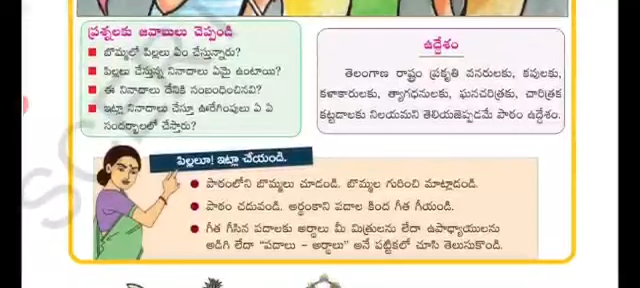 ప్రశ్నలకు జవాబులు చెప్పండి
బొమ్మలో పిల్లలు ఏం చేస్తున్నారు?
పిల్లలు చేస్తున్న నినాదాలు ఏమై ఉంటాయి?
ఈ నినాదాలు దేనికి సంబంధించినవి?
ఇట్లా నినాదాలు చేస్తూ ఊరేగింపులు ఏ ఏ
సందర్భాలలో చేస్తారు?
ఉద్దేశం
తెలంగాణ రాష్ట్రం ప్రకృతి వనరులకు, కవులకు,
కళాకారులకు, త్యాగధనులకు, ఘనచరిత్రకు, చారిత్రక
కట్టడాలకు నిలయమని తెలియజెప్పడమే పాఠం ఉద్దేశం.
పిల్లలూ! ఇట్లా చేయండి.
పాఠంలోని బొమ్మలు చూడండి. బొమ్మల గురించి మాట్లాడండి.
పాఠం చదువండి. అర్థంకాని పదాల కింద గీత గీయండి.
గీత గీసిన పదాలకు అర్థాలు మీ మిత్రులను లేదా ఉపాధ్యాయులను
అడిగి లేదా "పదాలు - అర్థాలు" అనే పట్టికలో చూసి తెలుసుకొండి.